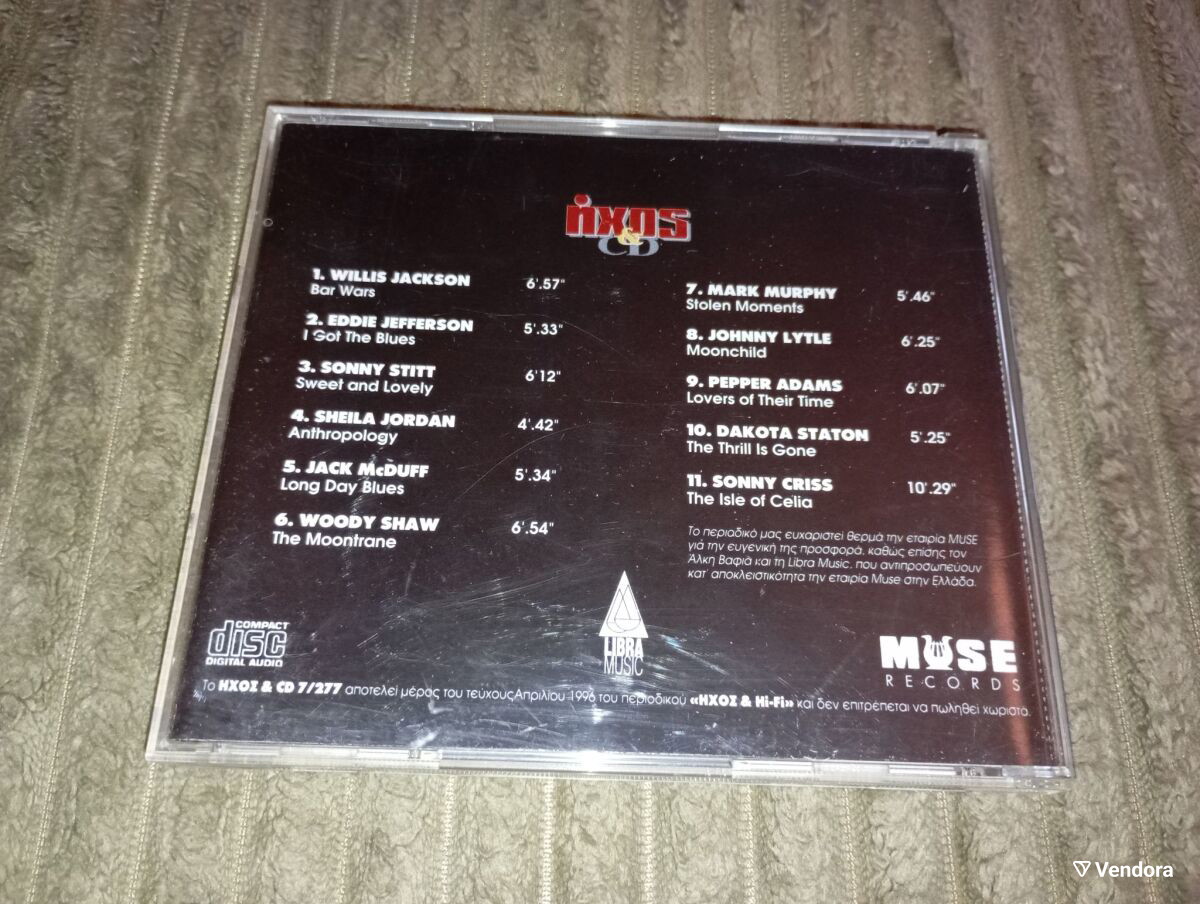 ήχος
& CD
1. WILLIS JACKSON 6'.57"
Bar Wars
2. EDDIE JEFFERSON 5'.33"
I Got The Blues
3. SONNY STITT 6'12"
Sweet and Lovely
4. SHEILA JORDAN 4'.42"
Anthropology
5. JACK McDUFF 5'.34"
Long Day Blues
6. WOODY SHAW 6'.54"
The Moontrane
7. MARK MURPHY 5'.46"
Stolen Moments
8. JOHNNY LYTLE 6'.25"
Moonchild
9. PEPPER ADAMS 6'.07"
Lovers of Their Time
10. DAKOTA STATON 5'.25"
The Thrill Is Gone
11. SONNY CRISS 10'.29"
The Isle of Celia
Το περιοδικό μας ευχαριστεί θερμά την εταιρία MUSE
γιά την ευγενική της προσφορά, καθώς επίσης τον
Άλκη Βαφιά και τη Libra Music, που αντιπροσωπεύουν
κατ' αποκλειστικότητα την εταιρία Muse στην Ελλάδα.
COMPACT
disc
DIGITAL AUDIO
LIBRA
MUSIC
MUSE
RECORDS
Το ΗΧΟΣ & CD 7/277 αποτελεί μέρος του τεύχουςΑπριλίου 1996 του περιοδικού «ΗΧΟΣ & Hi-Fi» και δεν επιτρέπεται να πωληθεί χωριστά.
Vendora